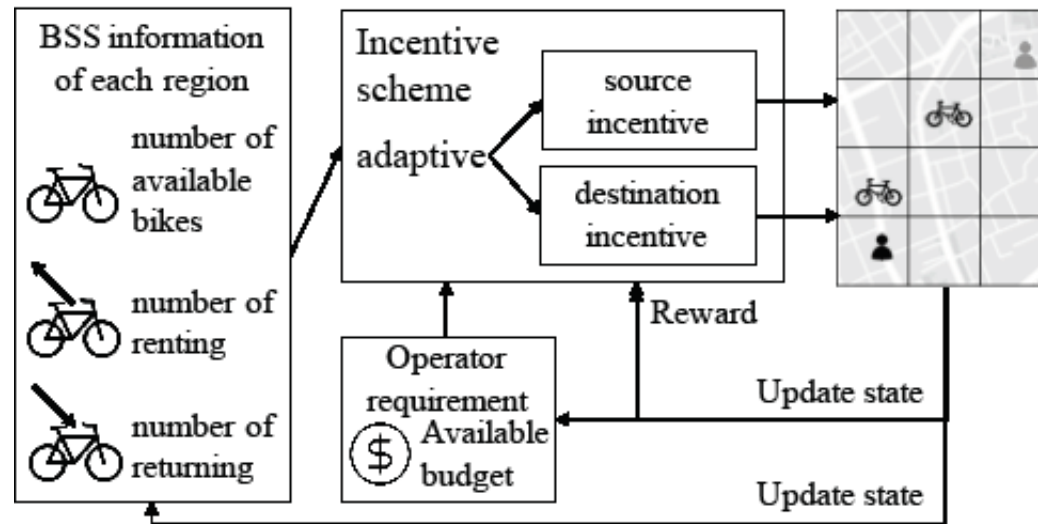 BSS information
of each region
number of
available
bikes
number of
renting
number of
returning
Incentive
scheme
adaptive
source
incentive
destination
incentive
Reward
Operator
requirement
$ Available
budget
Update state
Update state